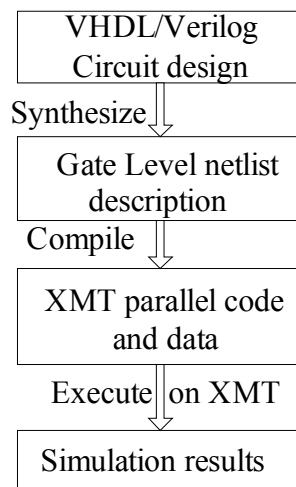 VHDL/Verilog
Circuit design
Synthesize
Gate Level netlist
description
Compile
XMT parallel code
and data
Execute on XMT
Simulation results